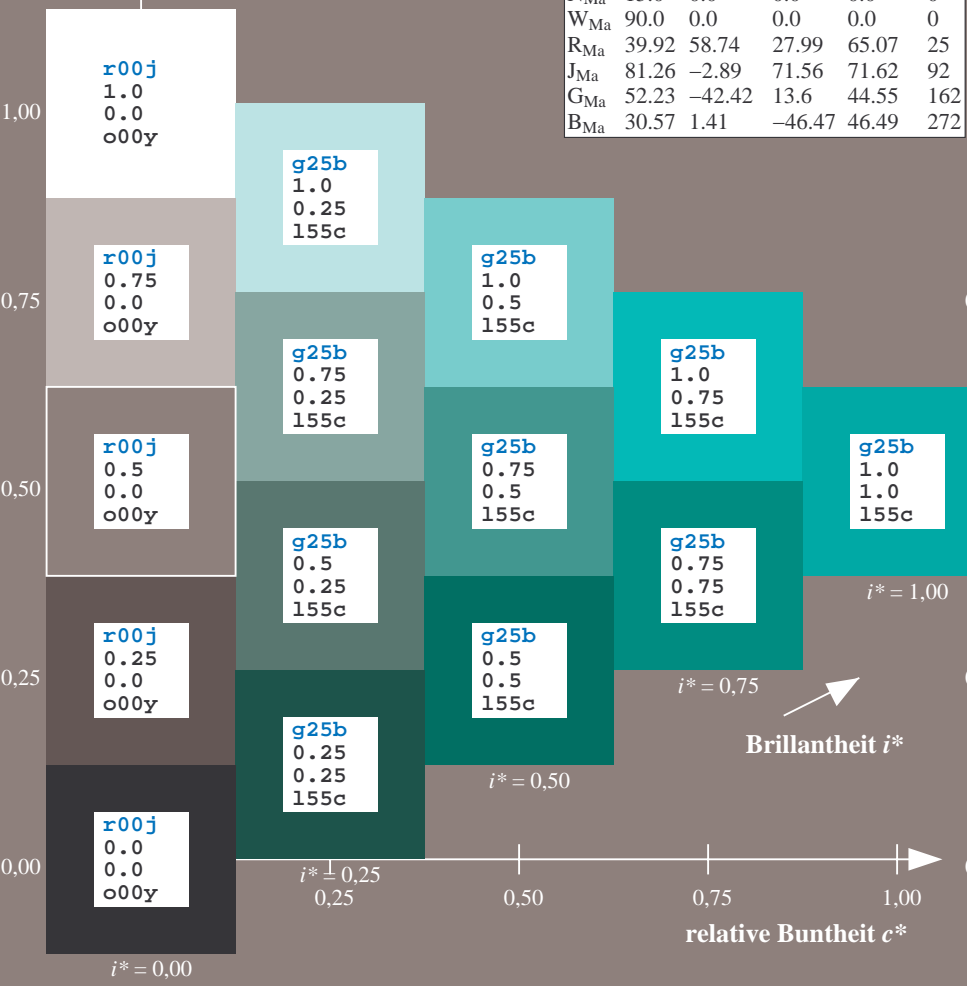 W_Ma 90.0 0.0 0.0 0.0 0
R_Ma 39.92 58.74 27.99 65.07 25
J_Ma 81.26 –2.89 71.56 71.62 92
G_Ma 52.23 –42.42 13.6 44.55 162
B_Ma 30.57 1.41 –46.47 46.49 272
1,00
r00j
1.0
0.0
o00y
g25b
1.0
0.25
l55c
0,75
r00j
0.75
0.0
o00y
g25b
1.0
0.5
l55c
g25b
0.75
0.25
l55c
g25b
1.0
0.75
l55c
0,50
r00j
0.5
0.0
o00y
g25b
0.75
0.5
l55c
g25b
1.0
1.0
l55c
i* = 1,00
g25b
0.5
0.25
l55c
g25b
0.75
0.75
l55c
i* = 0,75
0,25
r00j
0.25
0.0
o00y
g25b
0.5
0.5
l55c
i* = 0,50
Brillantheit i*
g25b
0.25
0.25
l55c
i* = 0,25
0,00
r00j
0.0
0.0
o00y
i* = 0,00
0,25 0,50 0,75 1,00
relative Buntheit c*